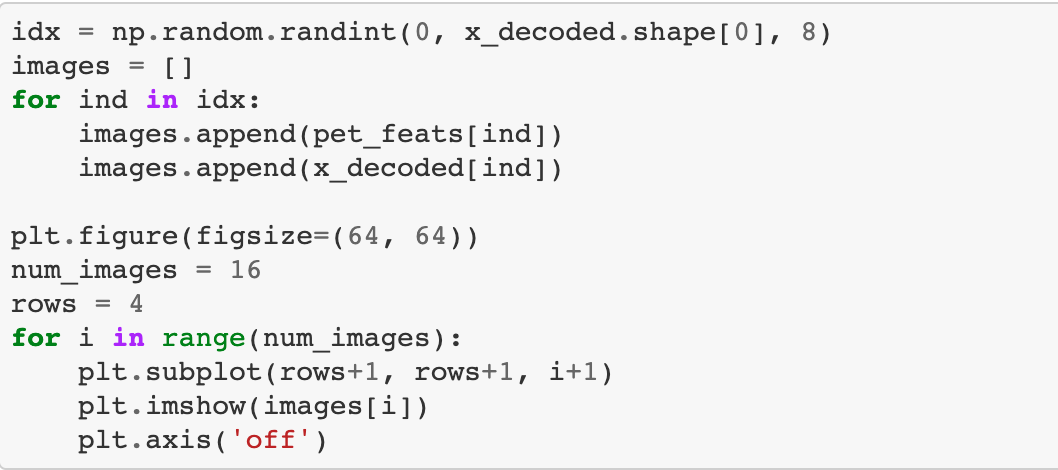 idx = np.random.randint(0, x_decoded.shape[0], 8)
images = []
for ind in idx:
    images.append(pet_feats[ind])
    images.append(x_decoded[ind])

plt.figure(figsize=(64, 64))
num_images = 16
rows = 4
for i in range(num_images):
    plt.subplot(rows+1, rows+1, i+1)
    plt.imshow(images[i])
    plt.axis('off')